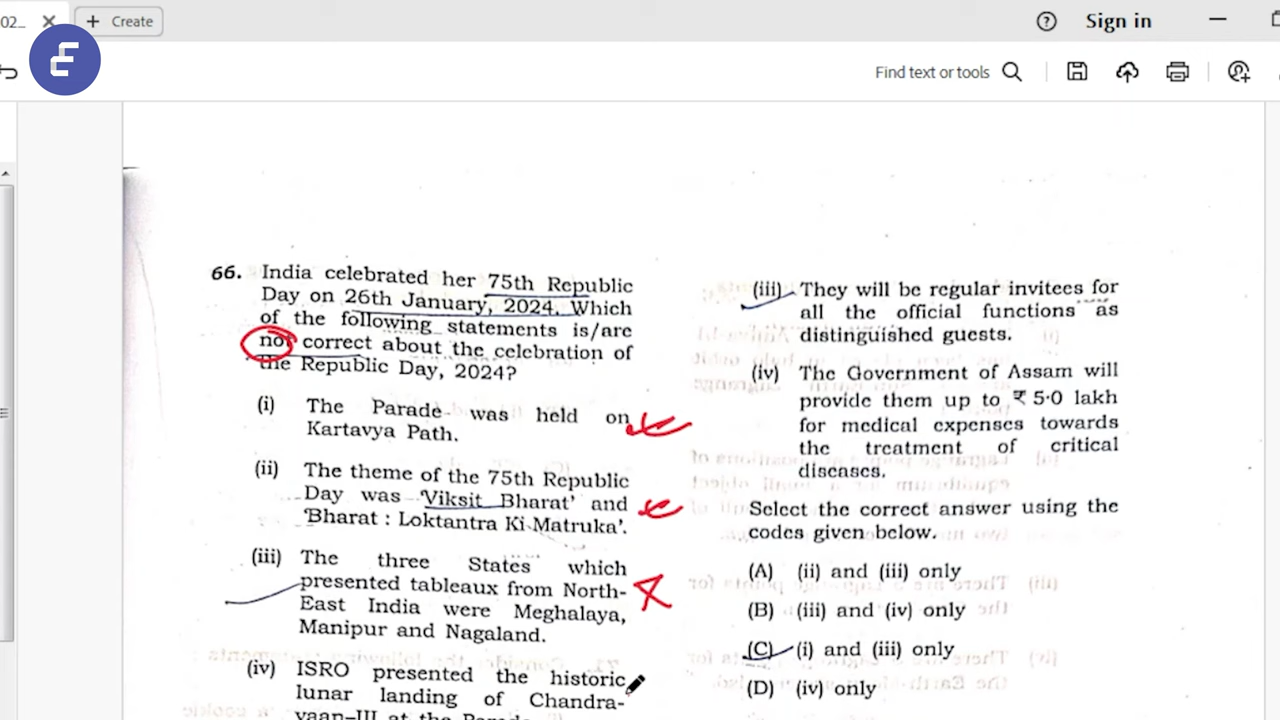 02_
Create
Sign in
Find text or tools
66. India celebrated her 75th Republic
Day on 26th January, 2024. Which
of the following statements is/are
not correct about the celebration of
the Republic Day, 2024?
(i) The Parade was held on
Kartavya Path.
(ii) The theme of the 75th Republic
Day was 'Viksit Bharat' and
'Bharat : Loktantra Ki Matruka'.
(iii) The three States which
presented tableaux from North-
East India were Meghalaya,
Manipur and Nagaland.
(iv) ISRO presented the historic
lunar landing of Chandra-
yaan-III at the Parade
(iii) They will be regular invitees for
all the official functions as
distinguished guests.
(iv) The Government of Assam will
provide them up to ₹ 5·0 lakh
for medical expenses towards
the treatment of critical
diseases.
Select the correct answer using the
codes given below.
(A) (ii) and (iii) only
(B) (iii) and (iv) only
(C) (i) and (iii) only
(D) (iv) only